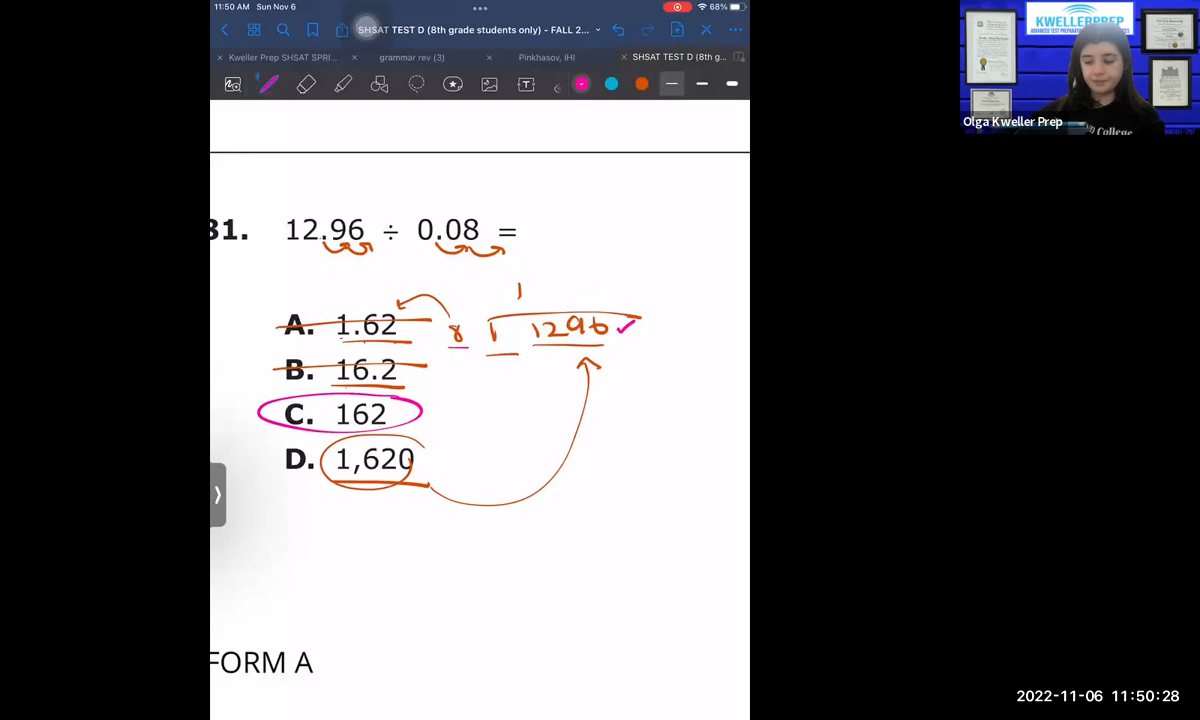 11:50 AM Sun Nov 6
68%
SHSAT TEST D (8th grade students only) - FALL 2...
Kweller Prep SHSAT SPRI...
grammar rev (3)
Pinkhasov, IHI
SHSAT TEST D (8th g...
T
31. 12.96 ÷ 0.08 =
1
A. 1.62
8 1296
B. 16.2
C. 162
D. 1,620
FORM A
KWELLERPREP
Olga Kweller Prep
College
2022-11-06 11:50:28